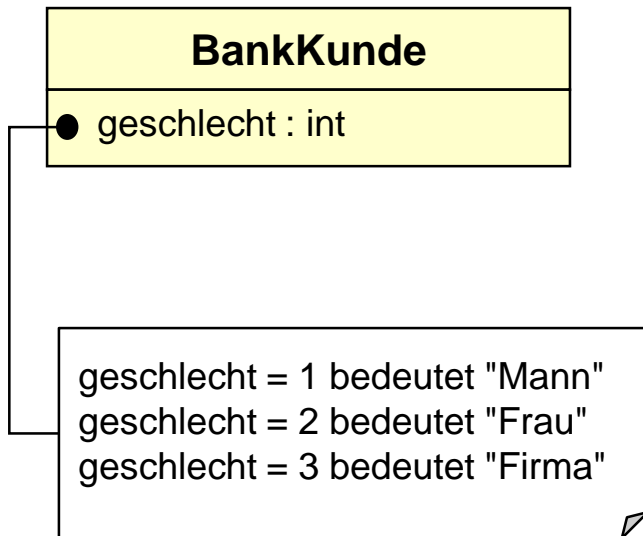 BankKunde
geschlecht : int
geschlecht = 1 bedeutet "Mann"
geschlecht = 2 bedeutet "Frau"
geschlecht = 3 bedeutet "Firma"